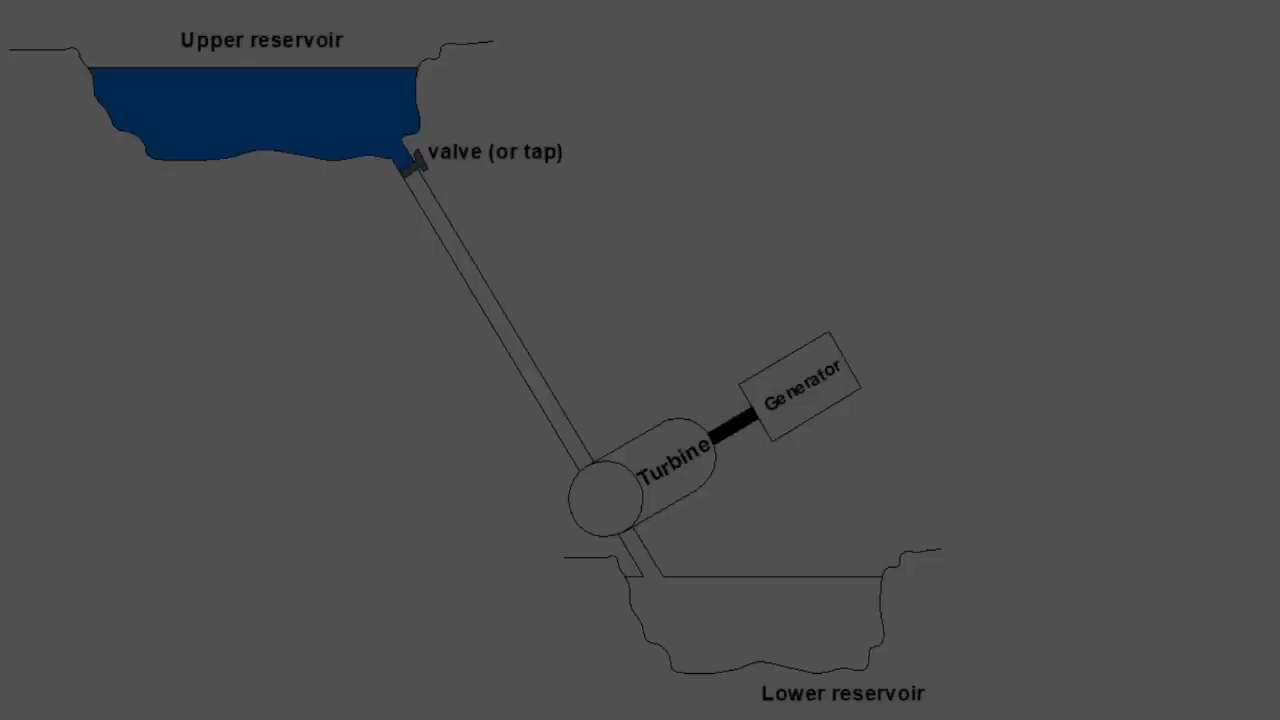 Upper reservoir
valve (or tap)
Generator
Turbine
Lower reservoir